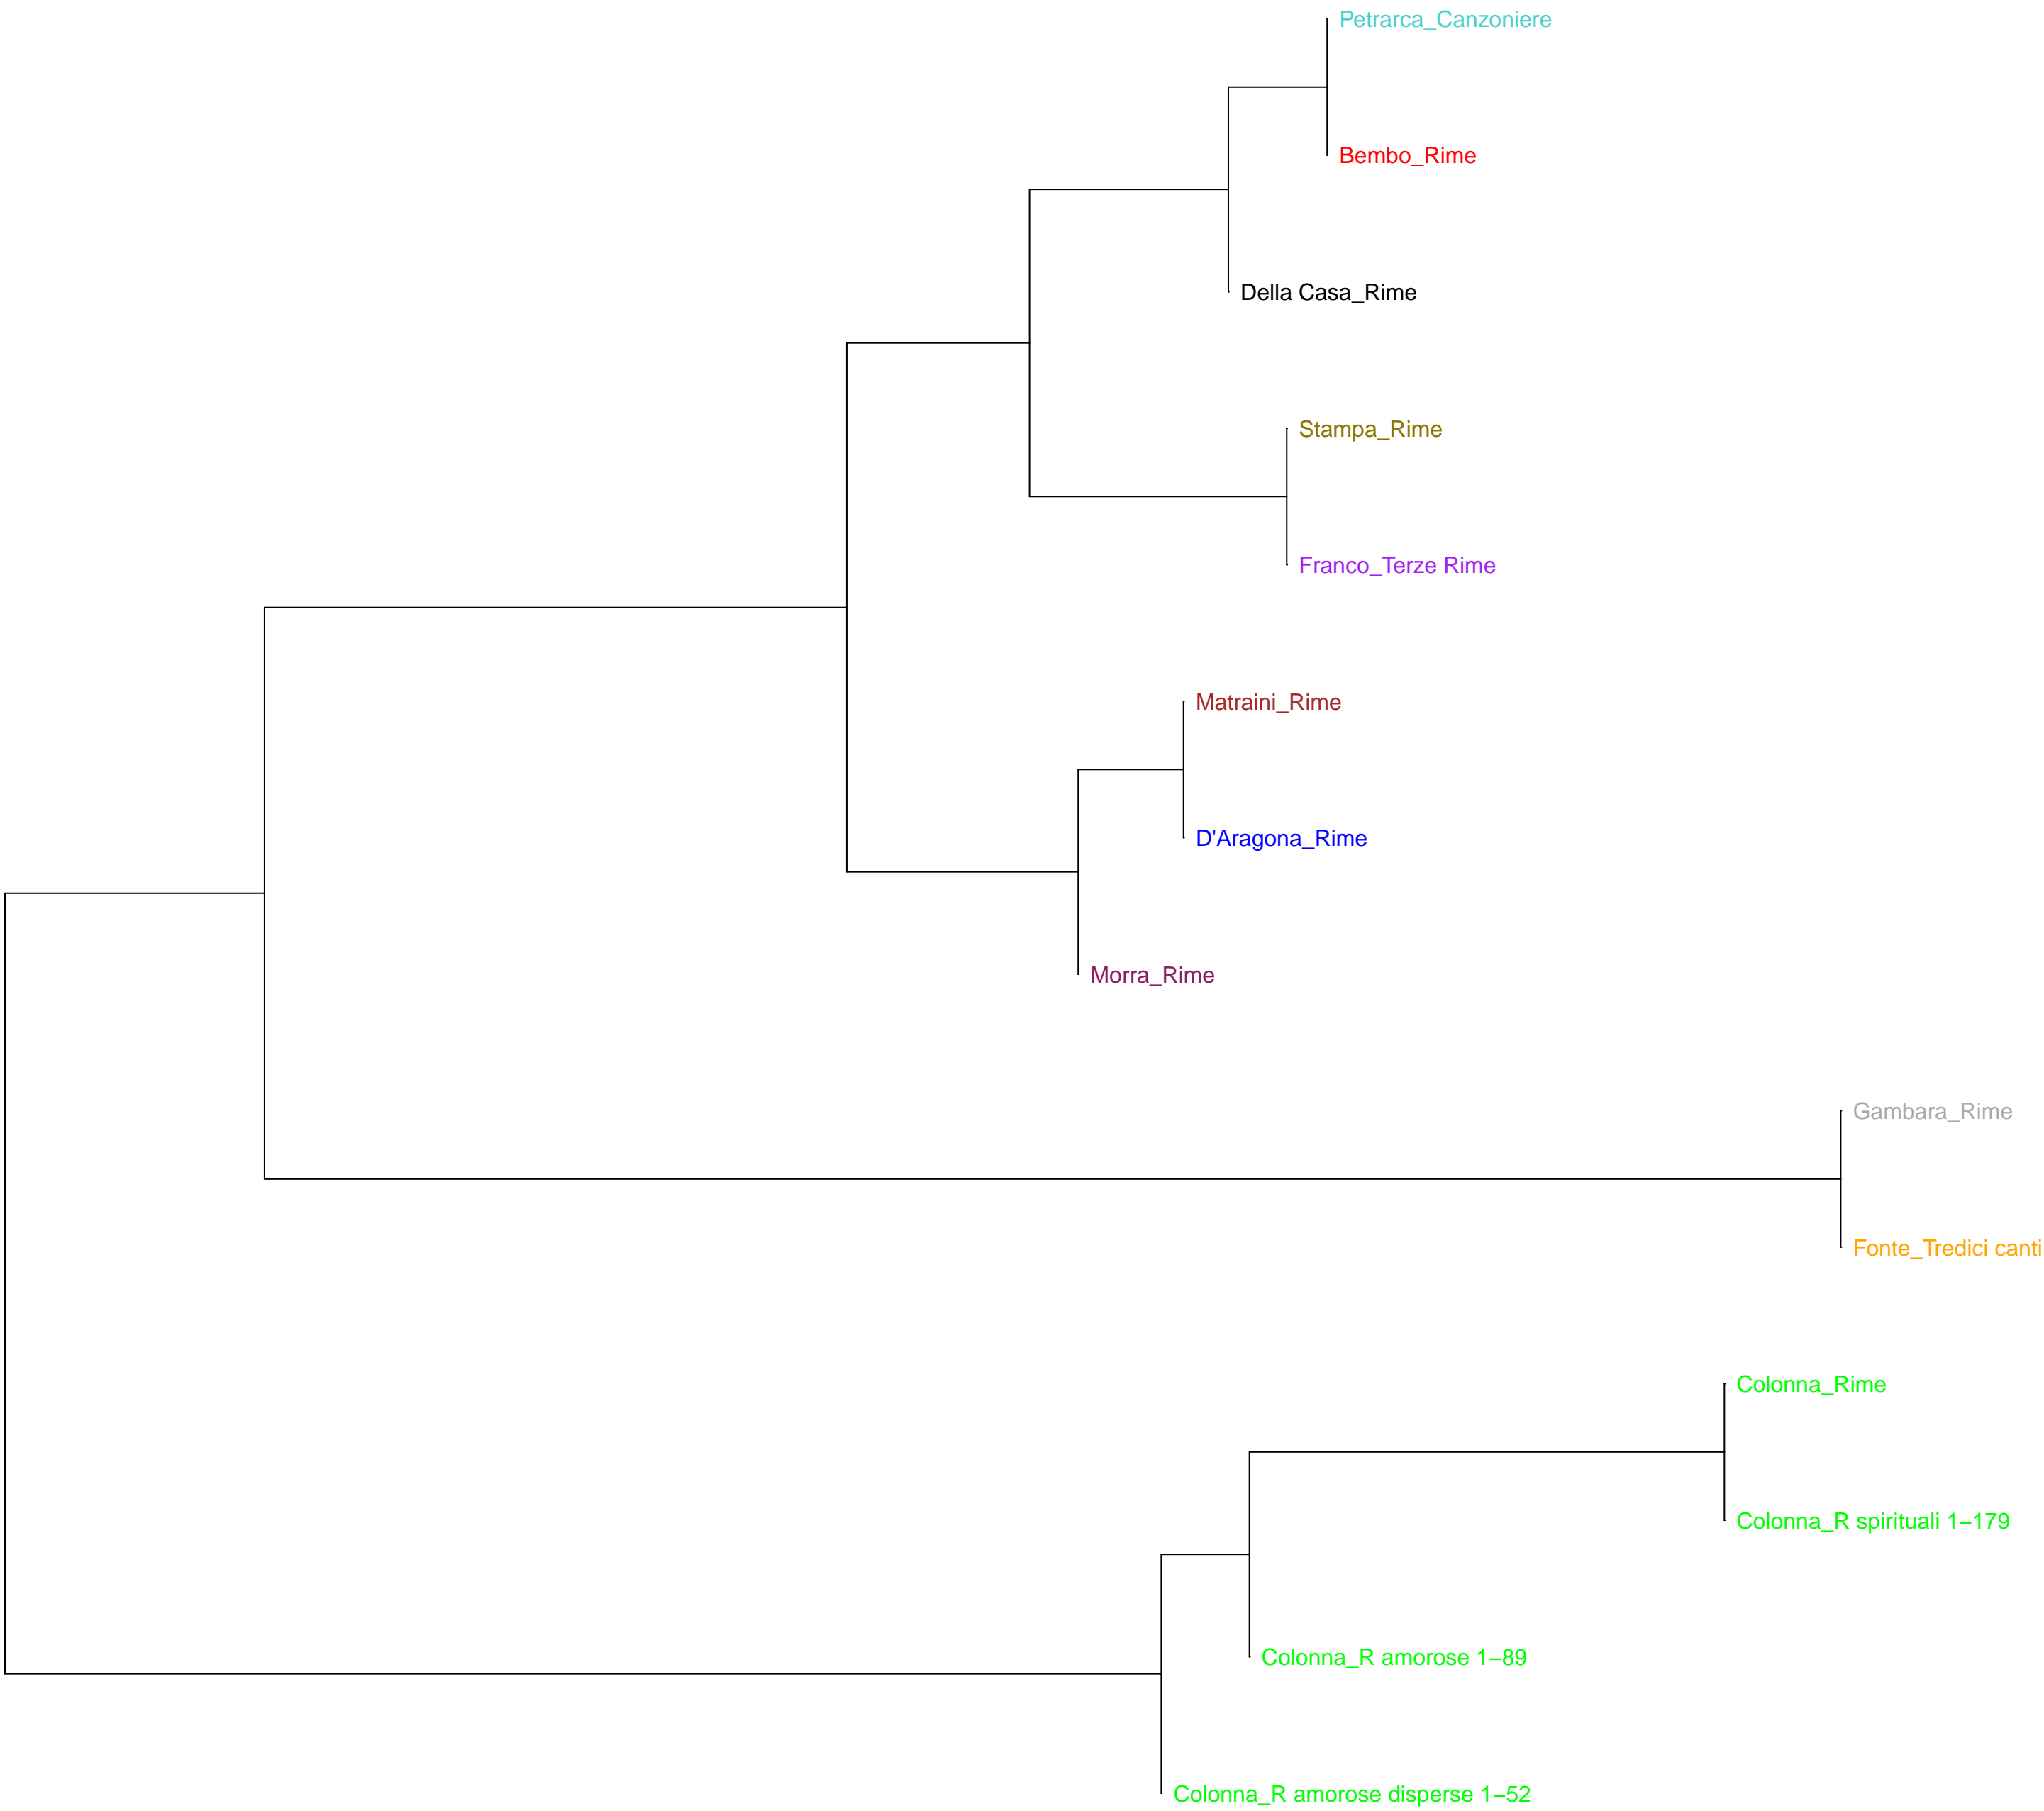 Petrarca_Canzoniere
Bembo_Rime
Della Casa_Rime
Stampa_Rime
Franco_Terze Rime
Matraini_Rime
D'Aragona_Rime
Morra_Rime
Gambara_Rime
Fonte_Tredici canti
Colonna_Rime
Colonna_R spirituali 1−179
Colonna_R amorose 1−89
Colonna_R amorose disperse 1−52